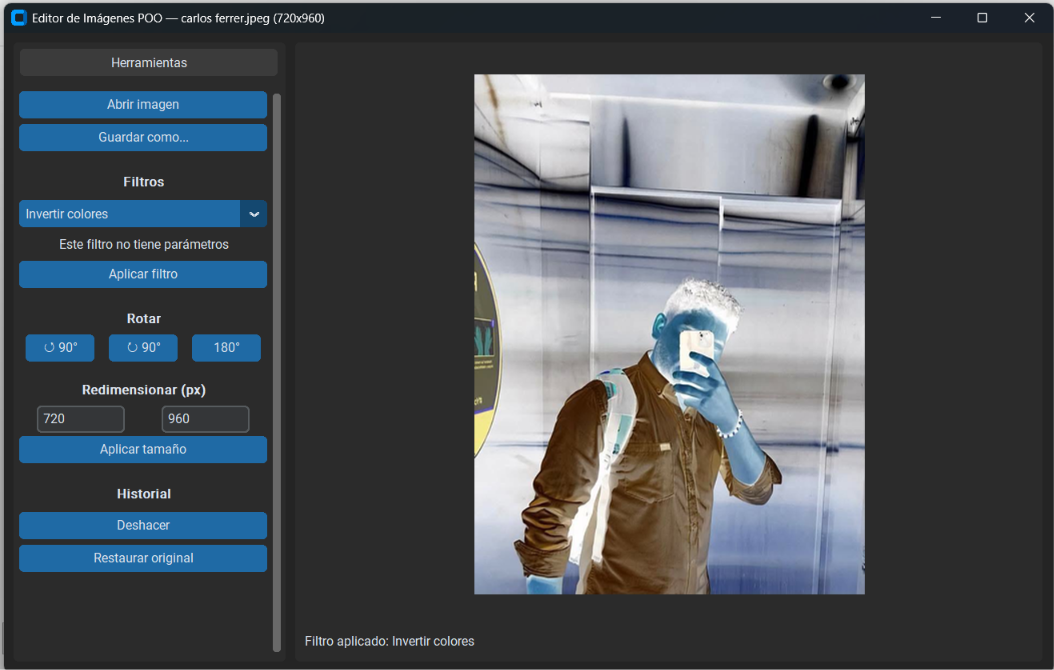 Editor de Imágenes POO — carlos ferrer.jpeg (720x960)
Herramientas
Abrir imagen
Guardar como...
Filtros
Invertir colores
Este filtro no tiene parámetros
Aplicar filtro
Rotar
↺ 90° ↻ 90° 180°
Redimensionar (px)
720 960
Aplicar tamaño
Historial
Deshacer
Restaurar original
Filtro aplicado: Invertir colores